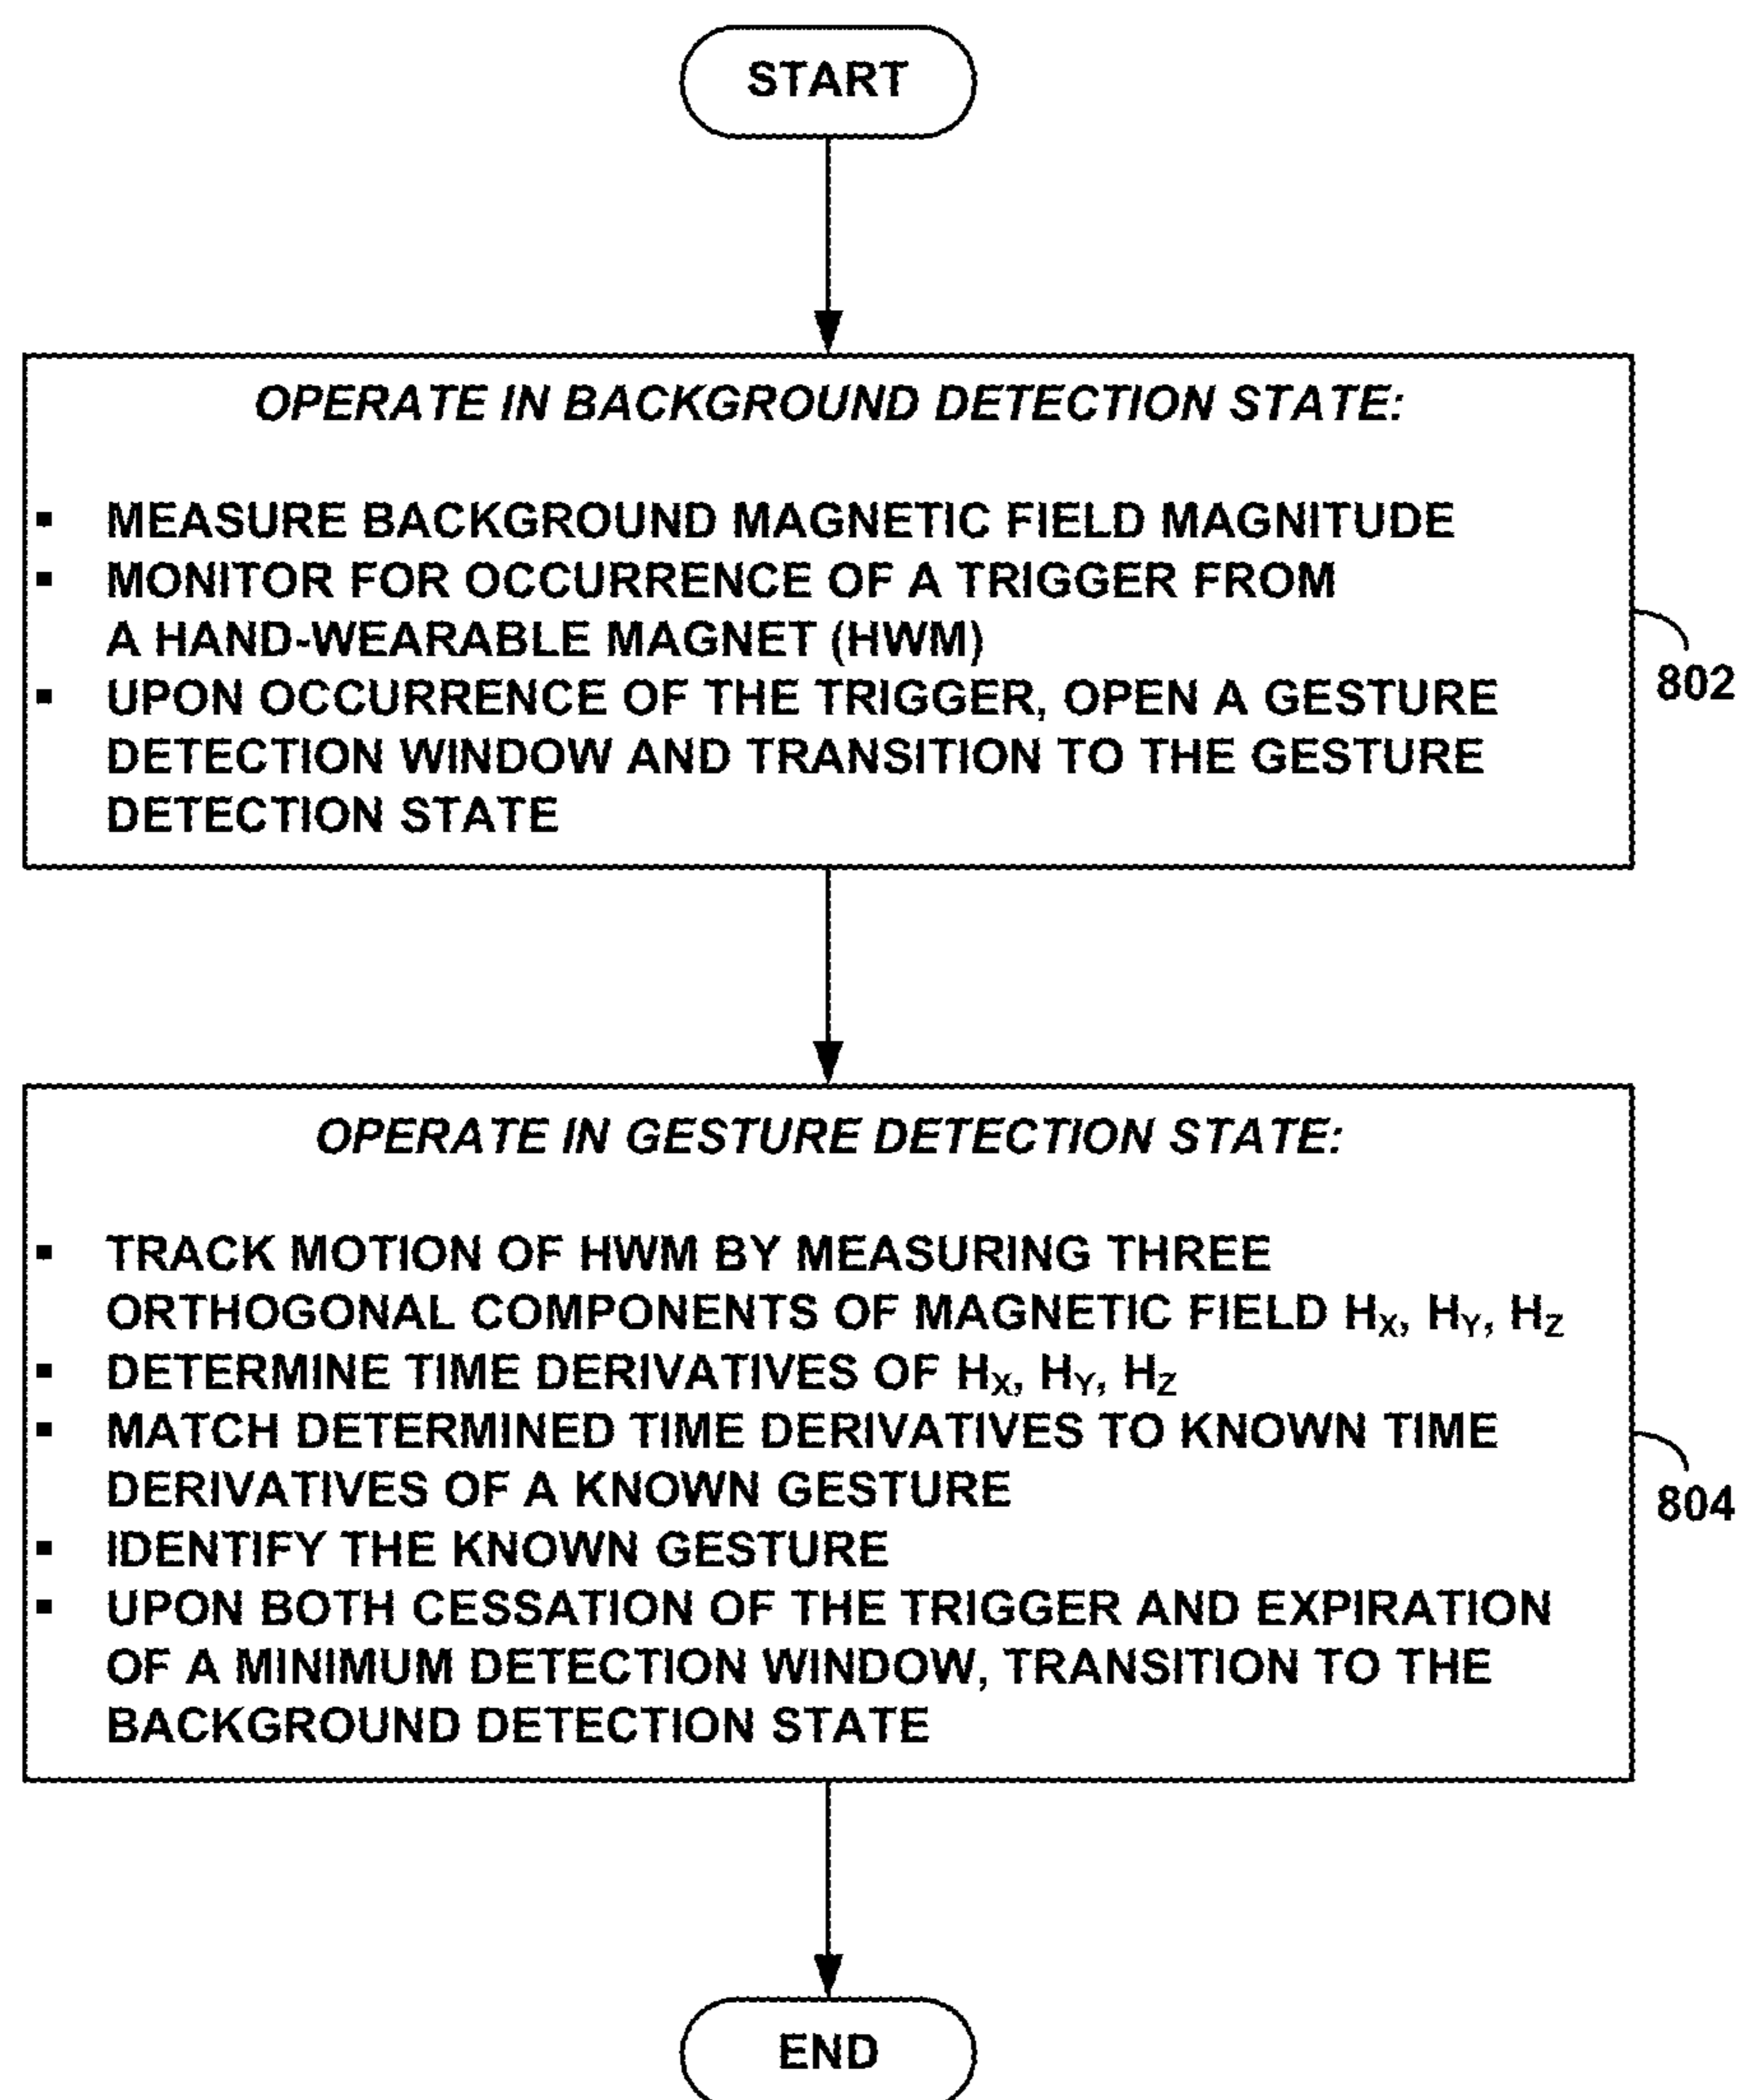 START
OPERATE IN BACKGROUND DETECTION STATE:
▪ MEASURE BACKGROUND MAGNETIC FIELD MAGNITUDE
▪ MONITOR FOR OCCURRENCE OF A TRIGGER FROM
A HAND-WEARABLE MAGNET (HWM)
▪ UPON OCCURRENCE OF THE TRIGGER, OPEN A GESTURE
DETECTION WINDOW AND TRANSITION TO THE GESTURE
DETECTION STATE
802
OPERATE IN GESTURE DETECTION STATE:
▪ TRACK MOTION OF HWM BY MEASURING THREE
ORTHOGONAL COMPONENTS OF MAGNETIC FIELD HX, HY, HZ
▪ DETERMINE TIME DERIVATIVES OF HX, HY, HZ
▪ MATCH DETERMINED TIME DERIVATIVES TO KNOWN TIME
DERIVATIVES OF A KNOWN GESTURE
▪ IDENTIFY THE KNOWN GESTURE
▪ UPON BOTH CESSATION OF THE TRIGGER AND EXPIRATION
OF A MINIMUM DETECTION WINDOW, TRANSITION TO THE
BACKGROUND DETECTION STATE
804
END